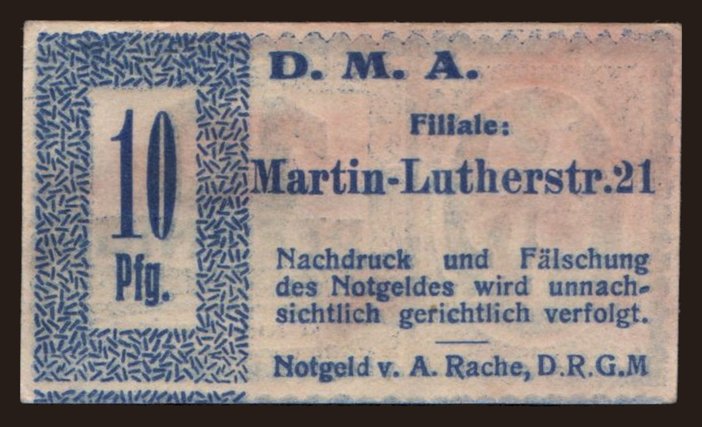 10
Pfg.
D. M. A.
Filiale:
Martin-Lutherstr.21
Nachdruck und Fälschung
des Notgeldes wird unnach-
sichtlich gerichtlich verfolgt.
Notgeld v. A. Rache, D.R.G.M